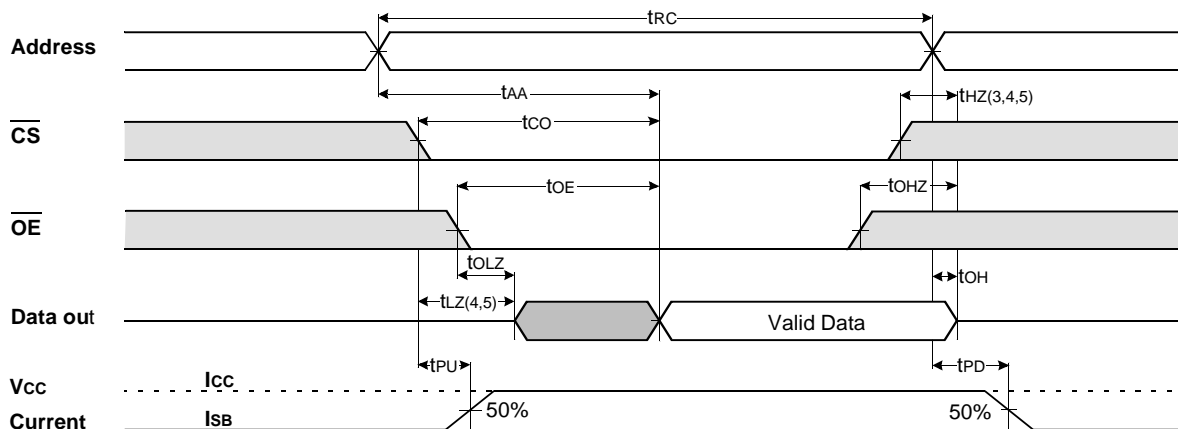 tRC
Address
tAA
tHZ(3,4,5)
CS
tCO
tOE
tOHZ
OE
tOLZ
tOH
tLZ(4,5)
Data out
Valid Data
tPU
tPD
VCC
ICC
50%
50%
Current
ISB